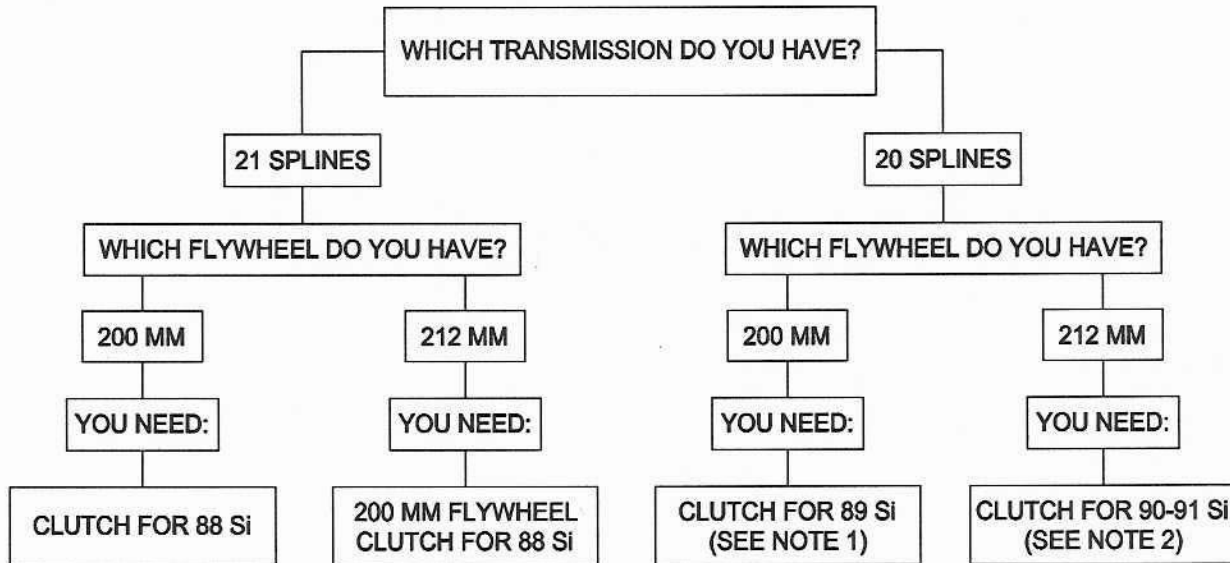 WHICH TRANSMISSION DO YOU HAVE?
21 SPLINES
20 SPLINES
WHICH FLYWHEEL DO YOU HAVE?
WHICH FLYWHEEL DO YOU HAVE?
200 MM
212 MM
200 MM
212 MM
YOU NEED:
YOU NEED:
YOU NEED:
YOU NEED:
CLUTCH FOR 88 Si
200 MM FLYWHEEL
CLUTCH FOR 88 Si
CLUTCH FOR 89 Si
(SEE NOTE 1)
CLUTCH FOR 90-91 Si
(SEE NOTE 2)